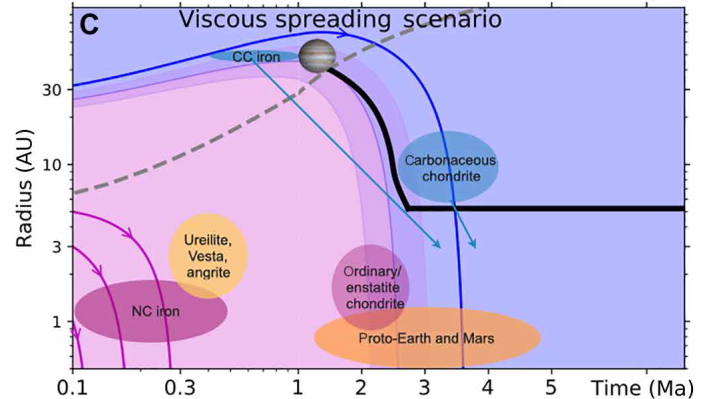 C
Viscous spreading scenario
Radius (AU)
30
10
3
1
CC iron
Carbonaceous
chondrite
Ureilite,
Vesta,
angrite
Ordinary/
enstatite
chondrite
NC iron
Proto-Earth and Mars
0.1
0.3
1
2
3
4
5
Time (Ma)